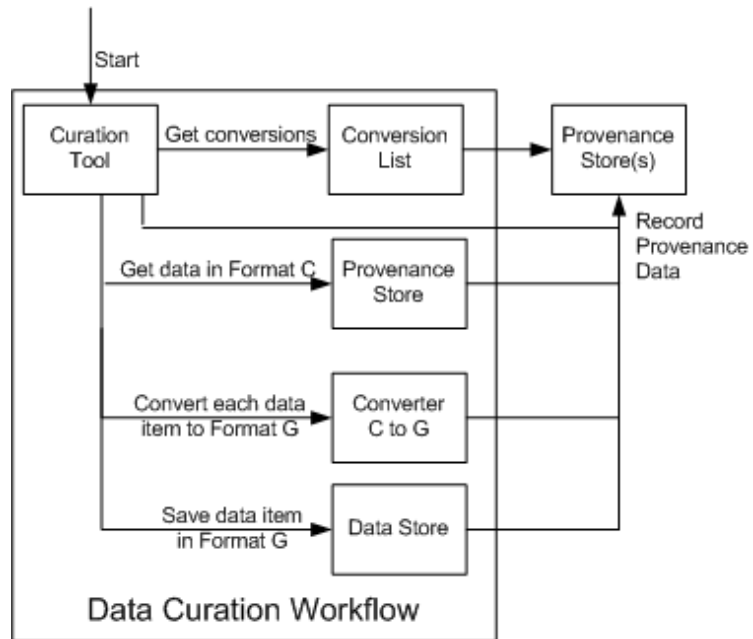 Start
Curation
Tool
Get conversions
Conversion
List
Provenance
Store(s)
Record
Provenance
Data
Get data in Format C
Provenance
Store
Convert each data
item to Format G
Converter
C to G
Save data item
in Format G
Data Store
Data Curation Workflow